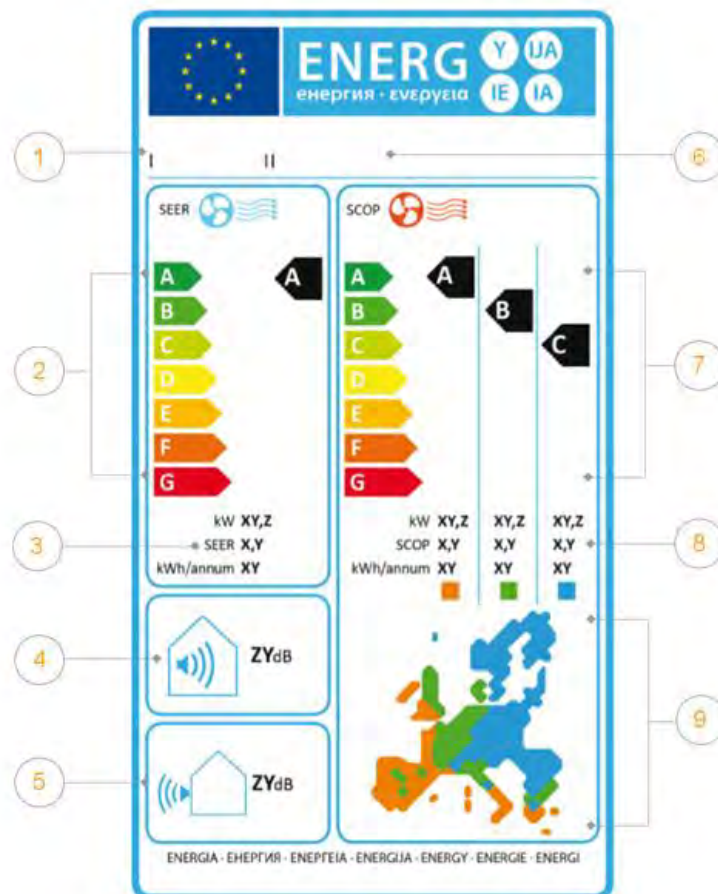 ENERG Y IJA
енергия · ενεργεια IE IA
1
I II
6
SEER
A A
B
C
D
E
F
G
2
kW XY,Z
SEER X,Y
kWh/annum XY
3
SCOP
A A
B B
C C
D
E
F
G
7
kW XY,Z XY,Z XY,Z
SCOP X,Y X,Y X,Y
kWh/annum XY XY XY
8
4
ZYdB
5
ZYdB
9
ENERGIA · ЕНЕРГИЯ · ΕΝΕΡΓΕΙΑ · ENERGIJA · ENERGY · ENERGIE · ENERGI